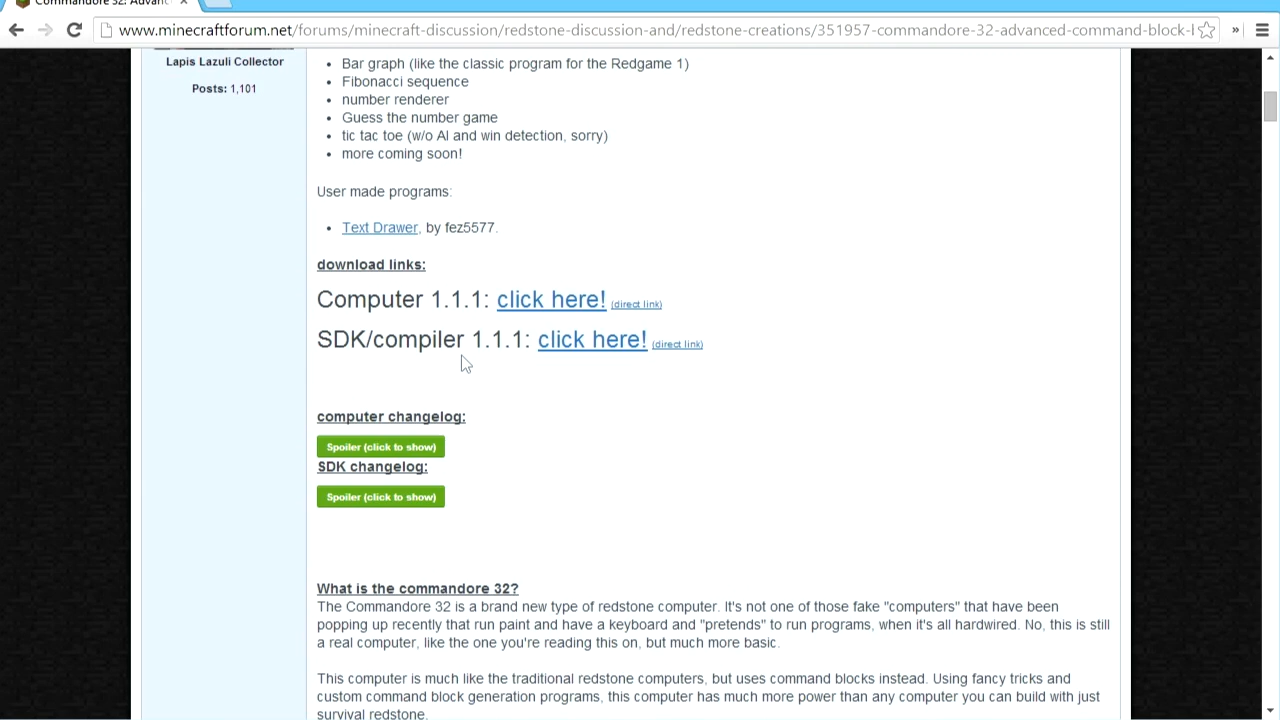 Commandore 32: Advanc
www.minecraftforum.net/forums/minecraft-discussion/redstone-discussion-and/redstone-creations/351957-commandore-32-advanced-command-block-
Lapis Lazuli Collector
Posts: 1,101
• Bar graph (like the classic program for the Redgame 1)
• Fibonacci sequence
• number renderer
• Guess the number game
• tic tac toe (w/o AI and win detection, sorry)
• more coming soon!
User made programs:
• Text Drawer, by fez5577.
download links:
Computer 1.1.1: click here! (direct link)
SDK/compiler 1.1.1: click here! (direct link)
computer changelog:
Spoiler (click to show)
SDK changelog:
Spoiler (click to show)
What is the commandore 32?
The Commandore 32 is a brand new type of redstone computer. It's not one of those fake "computers" that have been
popping up recently that run paint and have a keyboard and "pretends" to run programs, when it's all hardwired. No, this is still
a real computer, like the one you're reading this on, but much more basic.
This computer is much like the traditional redstone computers, but uses command blocks instead. Using fancy tricks and
custom command block generation programs, this computer has much more power than any computer you can build with just
survival redstone.